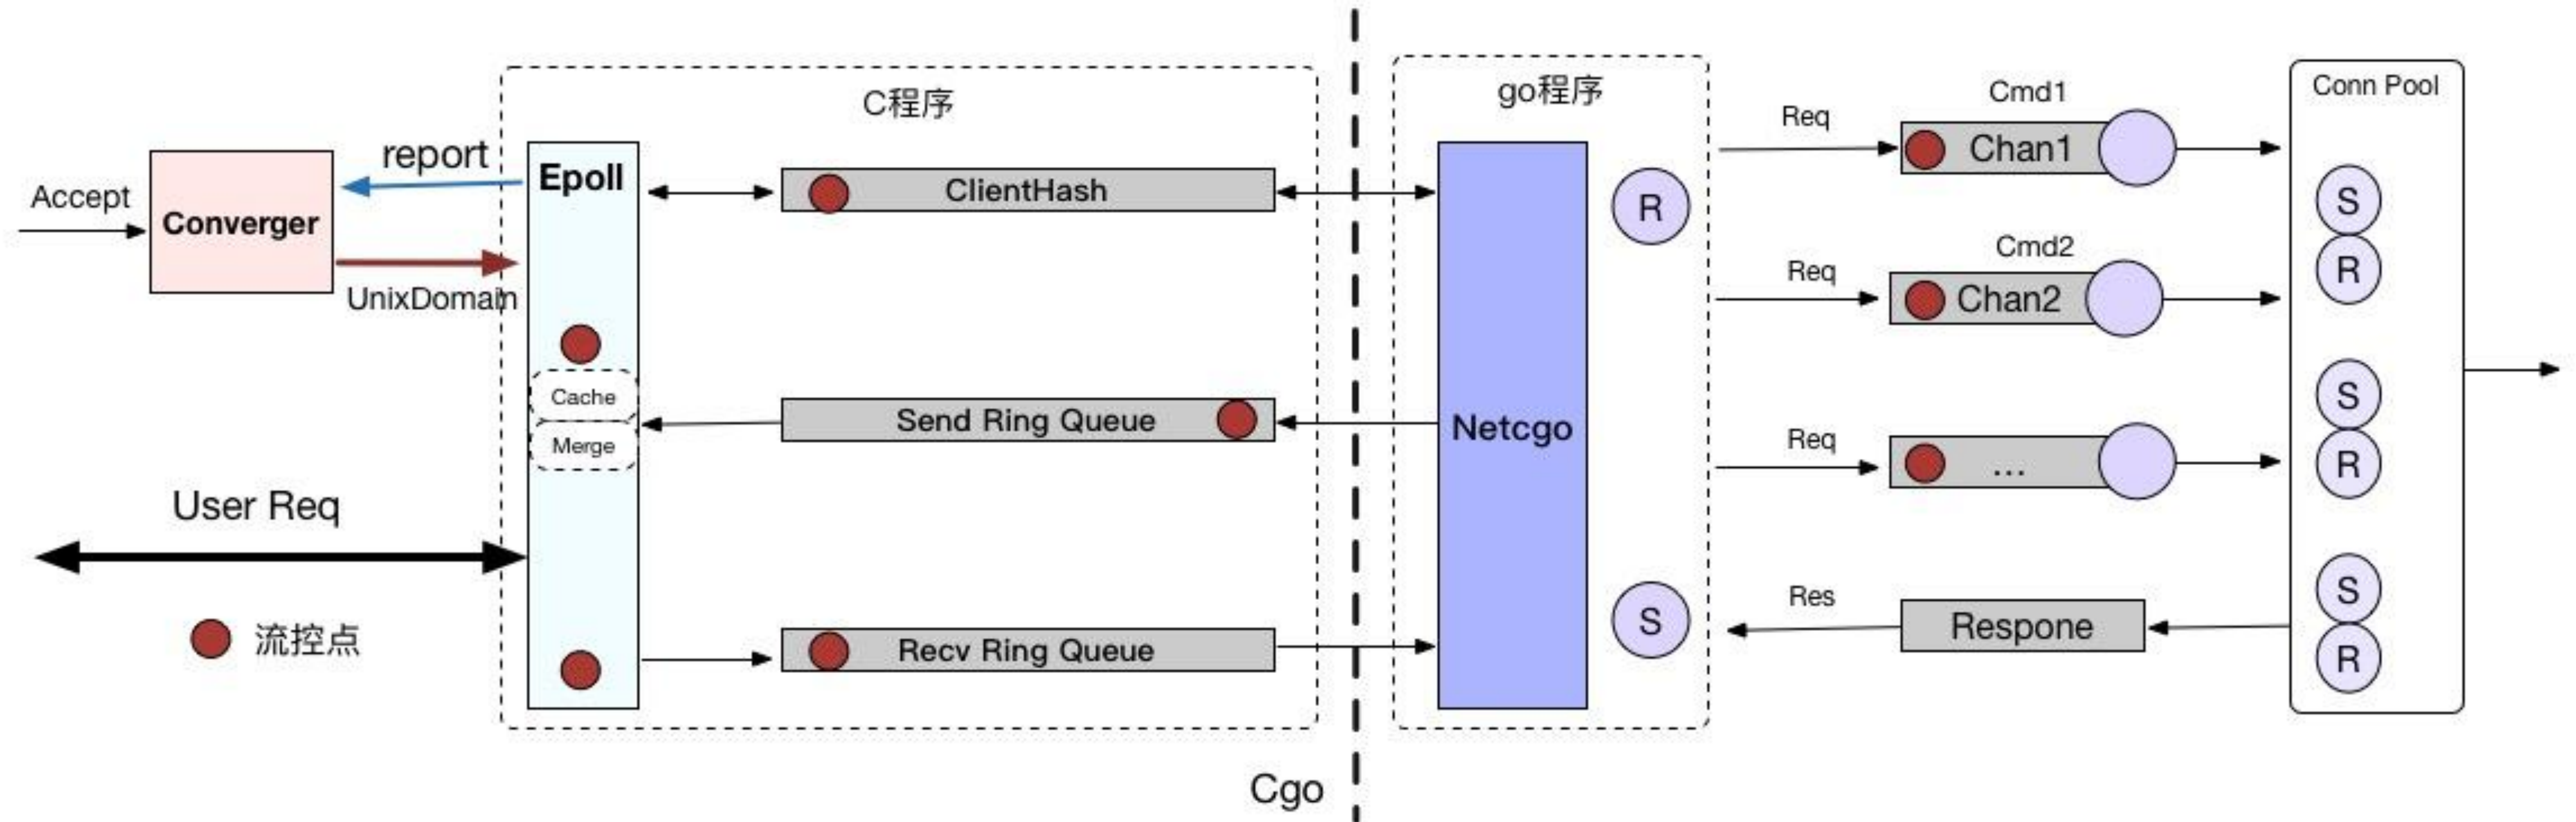 Accept
Converger
report
UnixDomain
User Req
流控点
C程序
Epoll
Cache
Merge
ClientHash
Send Ring Queue
Recv Ring Queue
Cgo
go程序
Netcgo
R
S
Req
Cmd1
Chan1
Req
Cmd2
Chan2
Req
...
Res
Respone
Conn Pool
S
R
S
R
S
R